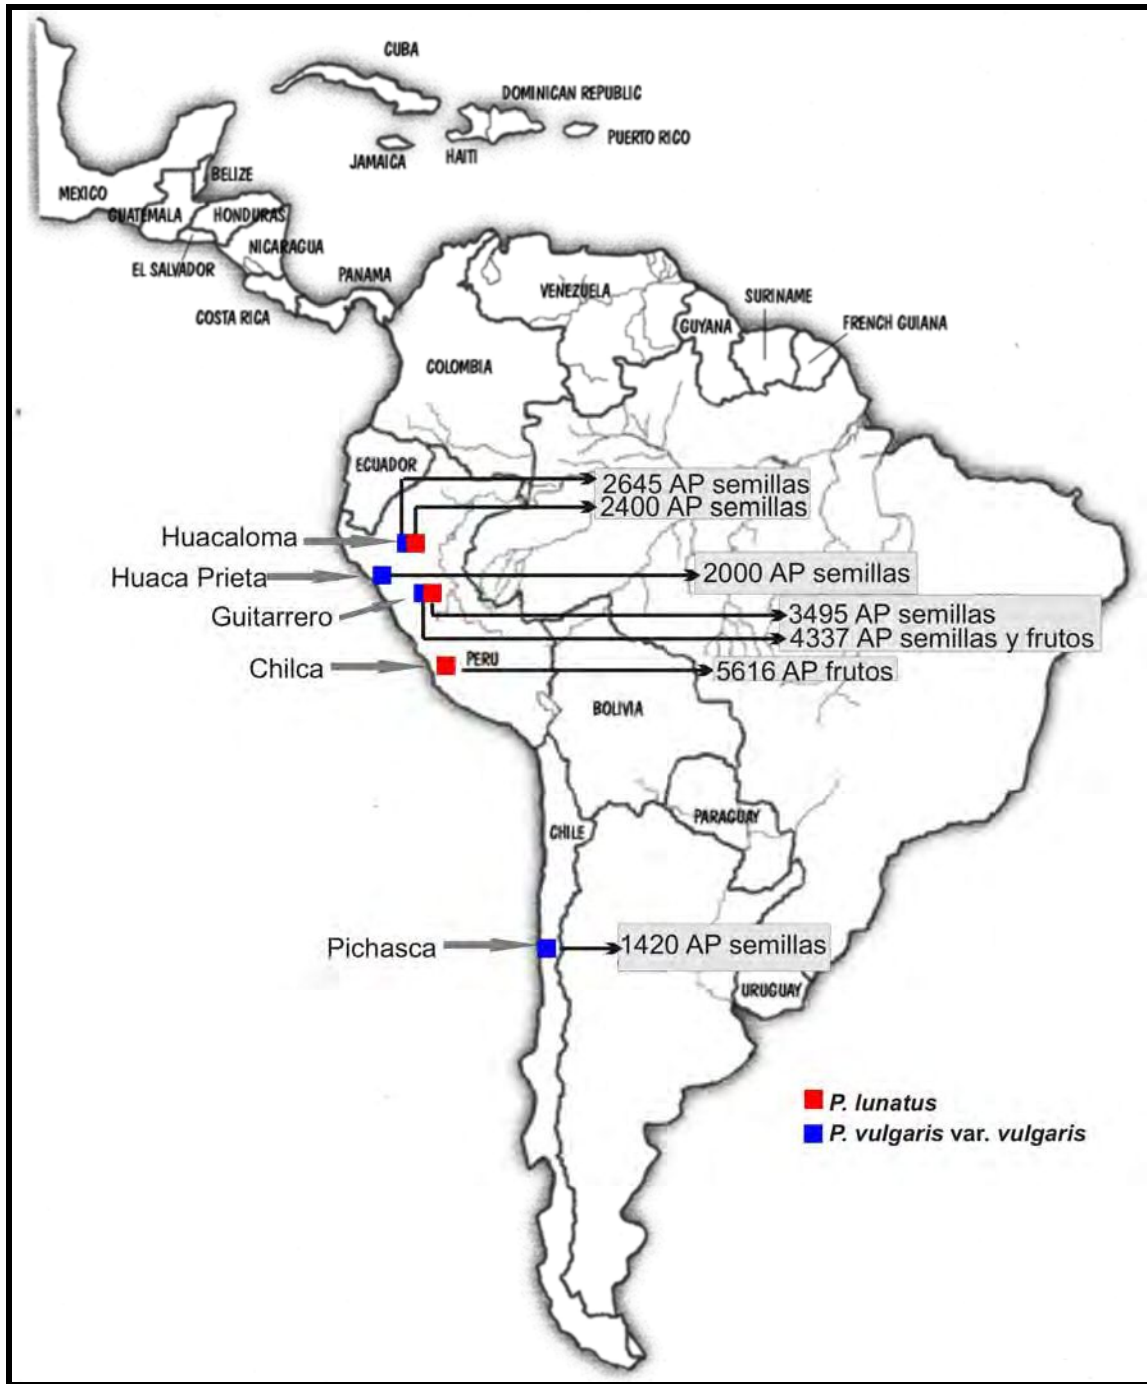 CUBA
DOMINICAN REPUBLIC
PUERTO RICO
HAITI
JAMAICA
BELIZE
MEXICO
GUATEMALA
HONDURAS
NICARAGUA
EL SALVADOR
PANAMA
COSTA RICA
VENEZUELA
SURINAME
GUYANA
FRENCH GUIANA
COLOMBIA
ECUADOR
2645 AP semillas
2400 AP semillas
Huacaloma
Huaca Prieta
2000 AP semillas
Guitarrero
3495 AP semillas
4337 AP semillas y frutos
Chilca
PERU
5616 AP frutos
BOLIVIA
CHILE
PARAGUAY
Pichasca
1420 AP semillas
URUGUAY
P. lunatus
P. vulgaris var. vulgaris